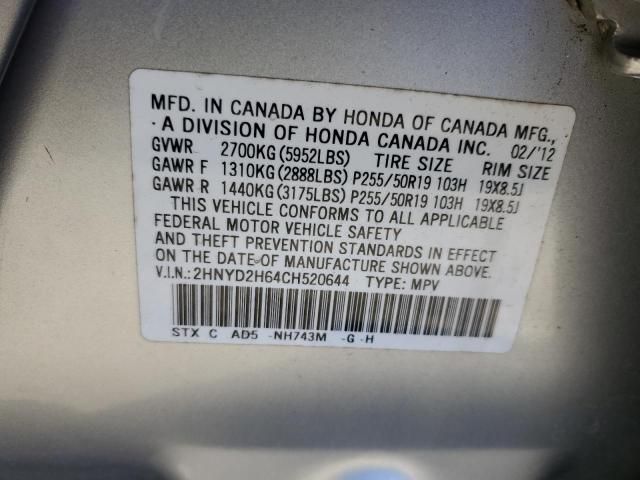 MFD. IN CANADA BY HONDA OF CANADA MFG.,
· A DIVISION OF HONDA CANADA INC. 02/'12
GVWR 2700KG(5952LBS) TIRE SIZE RIM SIZE
GAWR F 1310KG(2888LBS) P255/50R19 103H 19X8.5J
GAWR R 1440KG(3175LBS) P255/50R19 103H 19X8.5J
THIS VEHICLE CONFORMS TO ALL APPLICABLE
FEDERAL MOTOR VEHICLE SAFETY
AND THEFT PREVENTION STANDARDS IN EFFECT
ON THE DATE OF MANUFACTURE SHOWN ABOVE.
V.I.N.: 2HNYD2H64CH520644 TYPE: MPV
STX C AD5 -NH743M -G -H